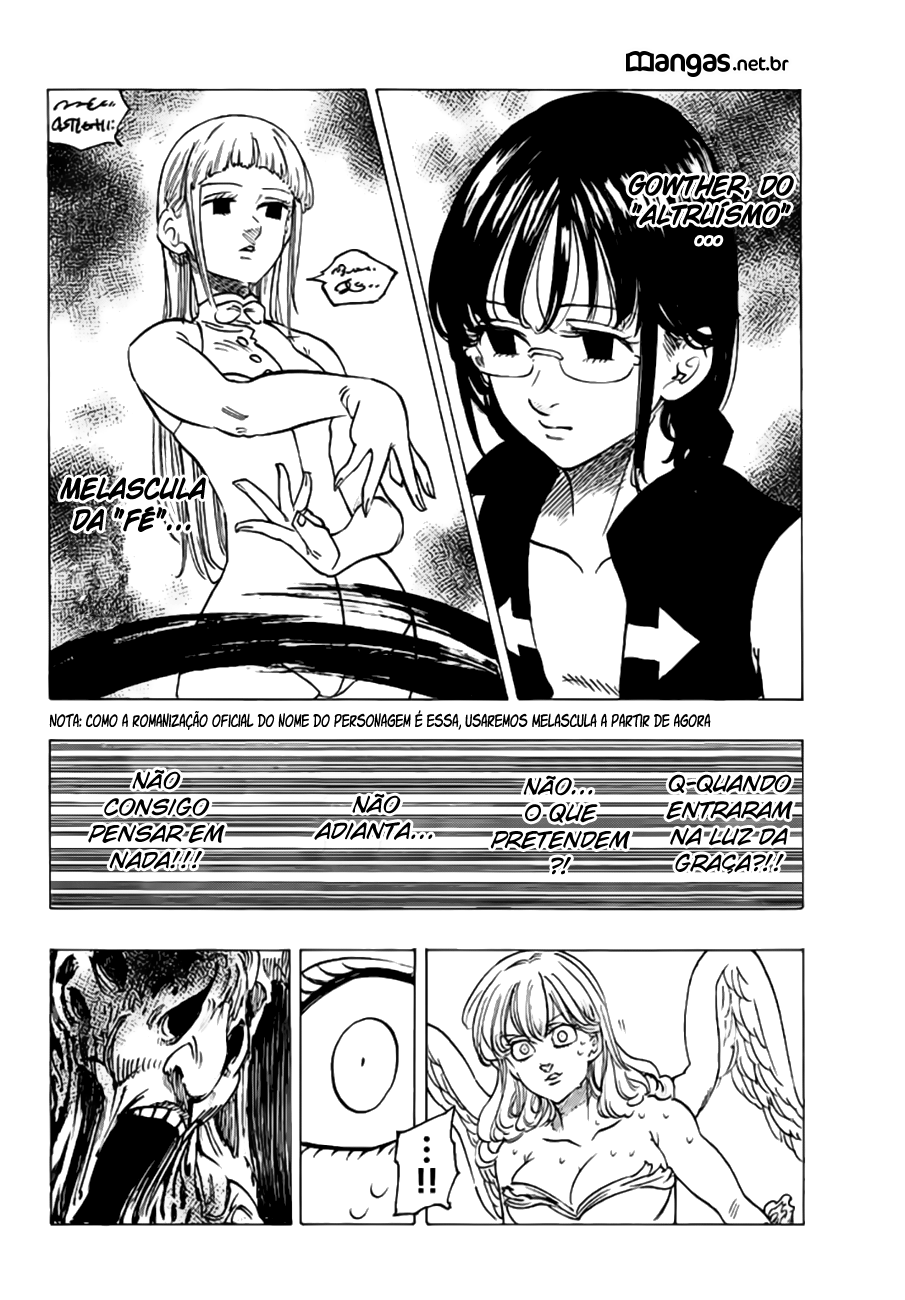 mangas.net.br
GOWTHER, DO
"ALTRUÍSMO"
...
MELASCULA
DA "FÉ"...
NOTA: COMO A ROMANIZAÇÃO OFICIAL DO NOME DO PERSONAGEM É ESSA, USAREMOS MELASCULA A PARTIR DE AGORA
Q-QUANDO
ENTRARAM
NA LUZ DA
GRAÇA?!!
NÃO...
O QUE
PRETENDEM
?!
NÃO
ADIANTA...
NÃO
CONSIGO
PENSAR EM
NADA!!!
...!!